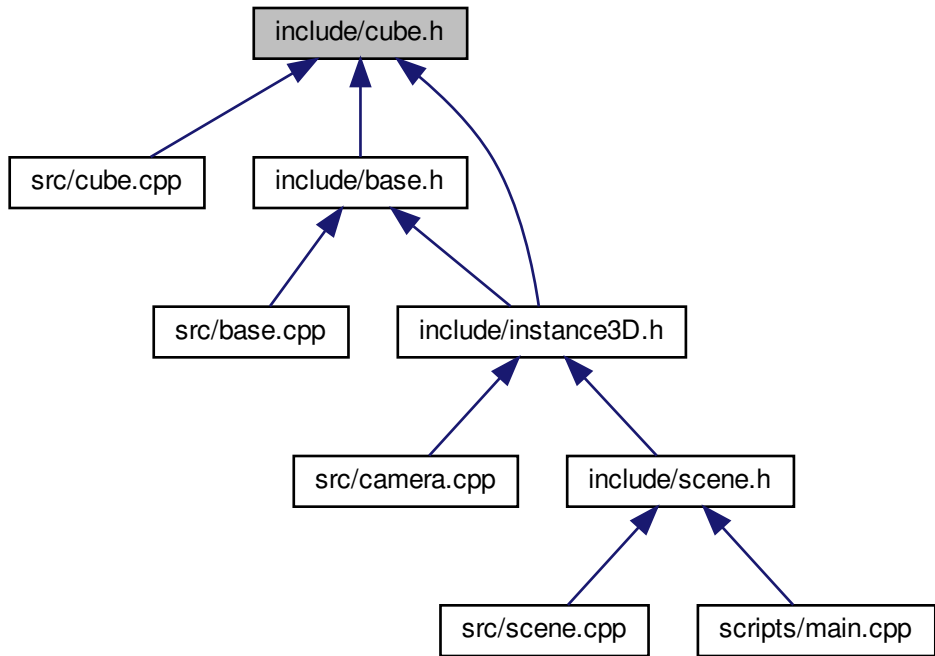 include/cube.h
src/cube.cpp
include/base.h
src/base.cpp
include/instance3D.h
src/camera.cpp
include/scene.h
src/scene.cpp
scripts/main.cpp